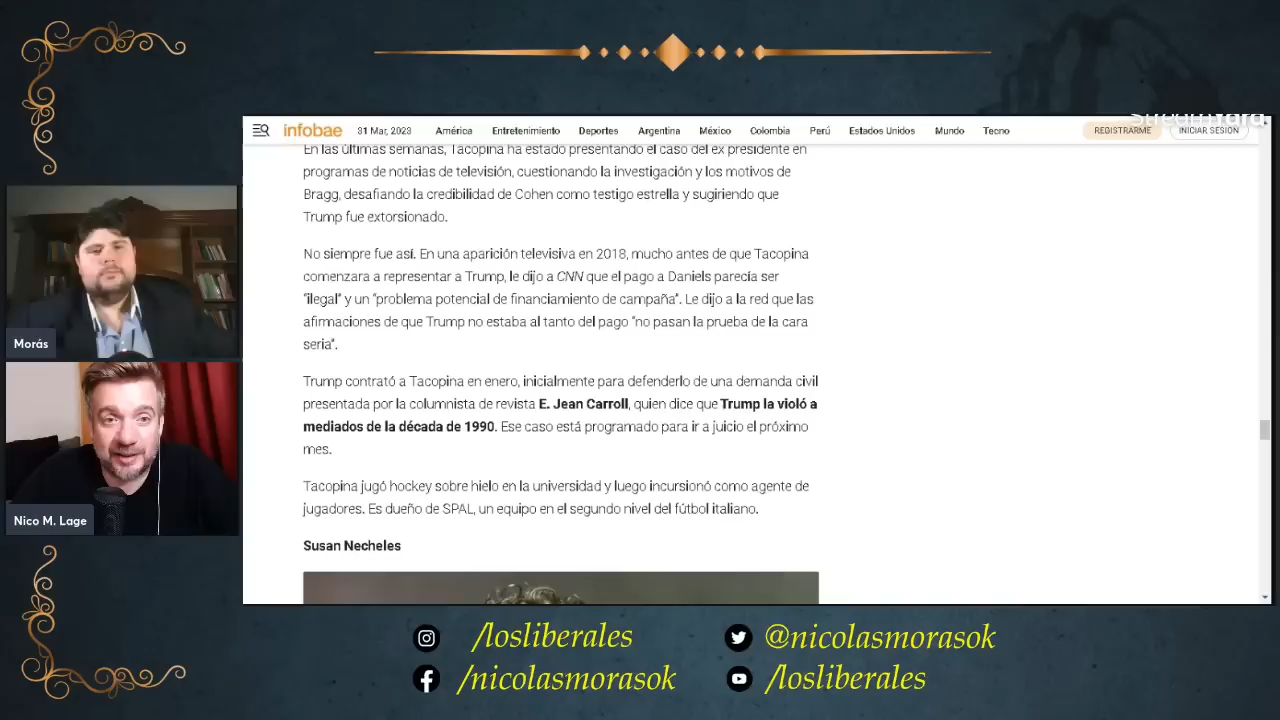 StreamYard
infobae
31 Mar, 2023
América
Entretenimiento
Deportes
Argentina
México
Colombia
Perú
Estados Unidos
Mundo
Tecno
REGISTRARME
INICIAR SESIÓN
En las últimas semanas, Tacopina ha estado presentando el caso del ex presidente en
programas de noticias de televisión, cuestionando la investigación y los motivos de
Bragg, desafiando la credibilidad de Cohen como testigo estrella y sugiriendo que
Trump fue extorsionado.
No siempre fue así. En una aparición televisiva en 2018, mucho antes de que Tacopina
comenzara a representar a Trump, le dijo a CNN que el pago a Daniels parecía ser
"ilegal" y un "problema potencial de financiamiento de campaña". Le dijo a la red que las
afirmaciones de que Trump no estaba al tanto del pago "no pasan la prueba de la cara
seria".
Trump contrató a Tacopina en enero, inicialmente para defenderlo de una demanda civil
presentada por la columnista de revista E. Jean Carroll, quien dice que Trump la violó a
mediados de la década de 1990. Ese caso está programado para ir a juicio el próximo
mes.
Tacopina jugó hockey sobre hielo en la universidad y luego incursionó como agente de
jugadores. Es dueño de SPAL, un equipo en el segundo nivel del fútbol italiano.
Susan Necheles
Morás
Nico M. Lage
/losliberales
@nicolasmorasok
/nicolasmorasok
/losliberales